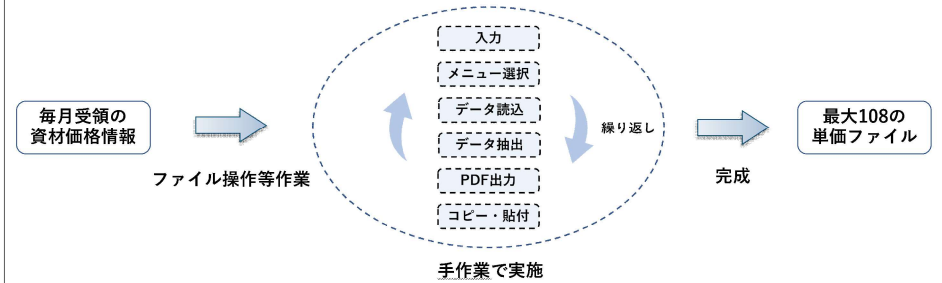 毎月受領の
資材価格情報
ファイル操作等作業
入力
メニュー選択
データ読込
データ抽出
PDF出力
コピー・貼付
繰り返し
手作業で実施
完成
最大108の
単価ファイル